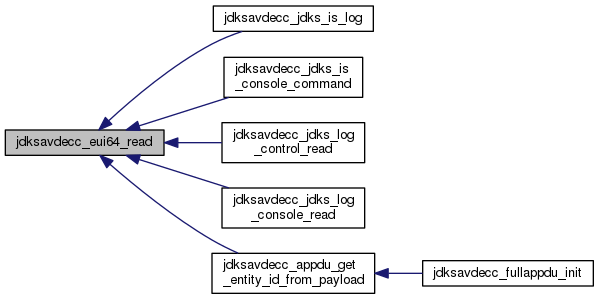 jdksavdecc_jdks_is_log
jdksavdecc_jdks_is
_console_command
jdksavdecc_eui64_read
jdksavdecc_jdks_log
_control_read
jdksavdecc_jdks_log
_console_read
jdksavdecc_appdu_get
_entity_id_from_payload
jdksavdecc_fullappdu_init